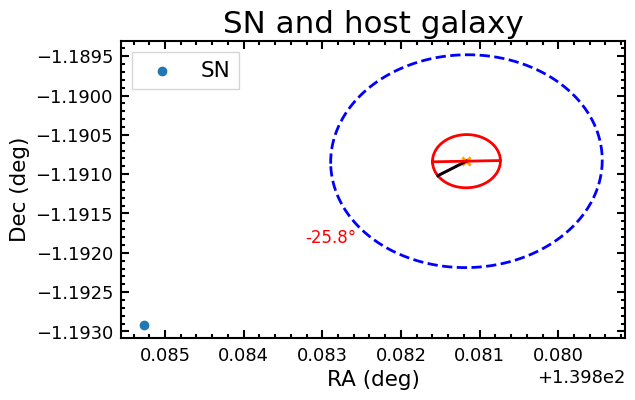 SN and host galaxy
SN
-25.8°
−1.1895
−1.1900
−1.1905
−1.1910
−1.1915
−1.1920
−1.1925
−1.1930
Dec (deg)
0.085 0.084 0.083 0.082 0.081 0.080
RA (deg)
+1.398e2